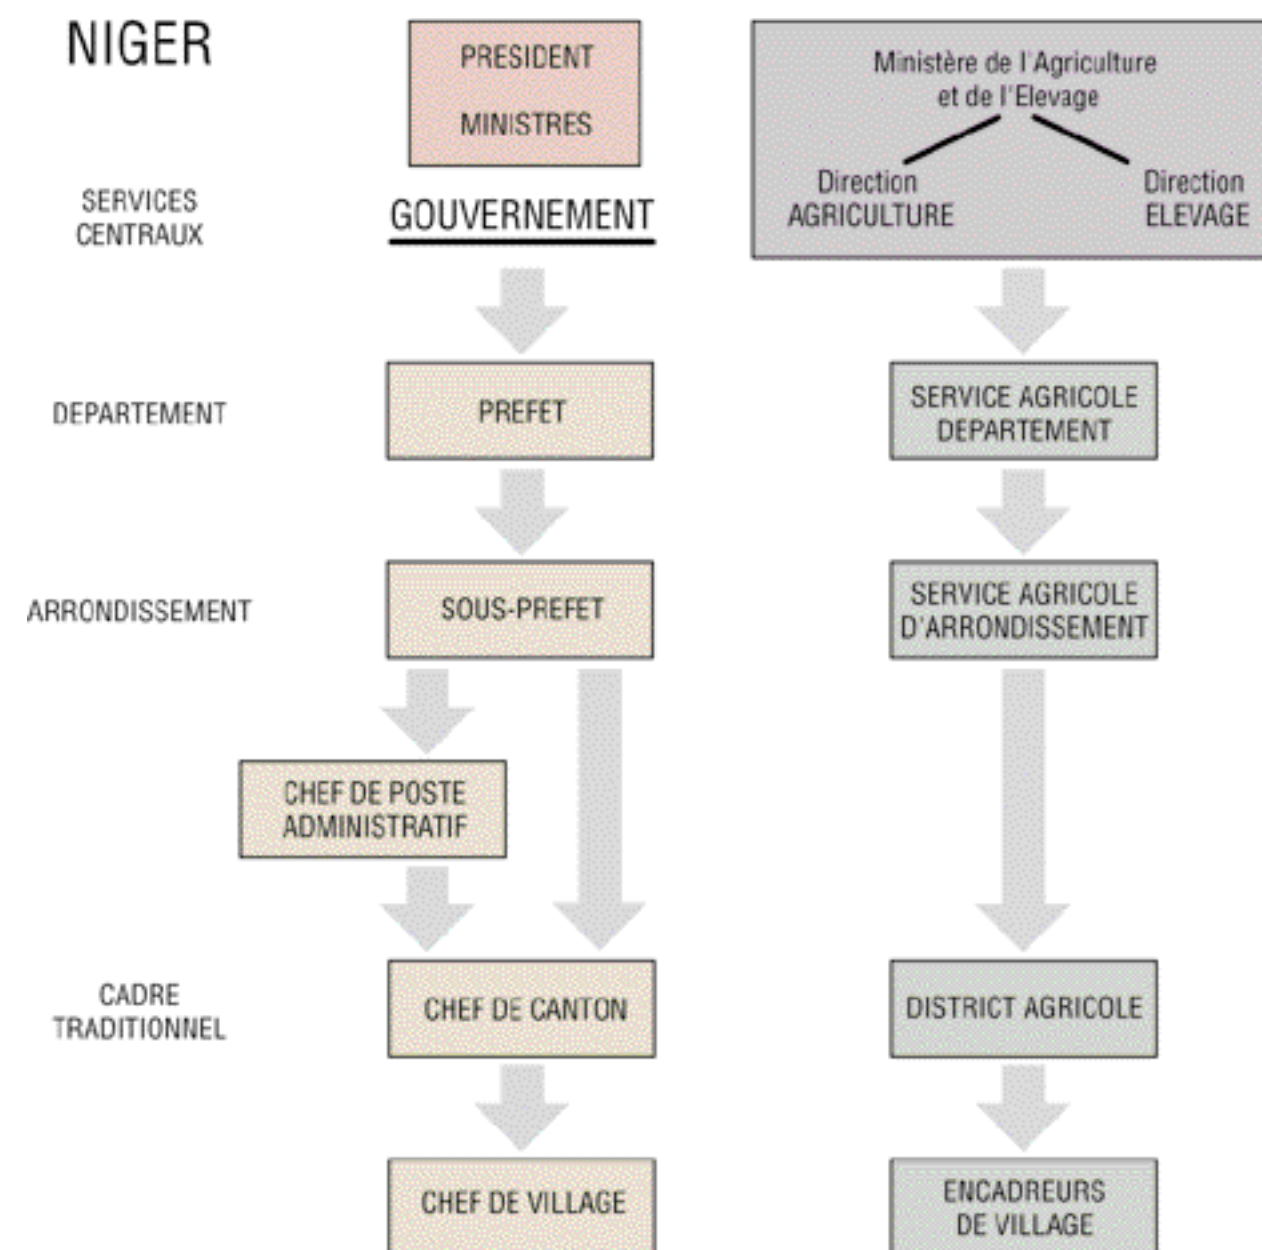 NIGER
PRESIDENT
MINISTRES
Ministère de l'Agriculture
et de l'Elevage
Direction
AGRICULTURE
Direction
ELEVAGE
SERVICES
CENTRAUX
GOUVERNEMENT
DEPARTEMENT
PREFET
SERVICE AGRICOLE
DEPARTEMENT
ARRONDISSEMENT
SOUS-PREFET
SERVICE AGRICOLE
D'ARRONDISSEMENT
CHEF DE POSTE
ADMINISTRATIF
CADRE
TRADITIONNEL
CHEF DE CANTON
DISTRICT AGRICOLE
CHEF DE VILLAGE
ENCADREURS
DE VILLAGE